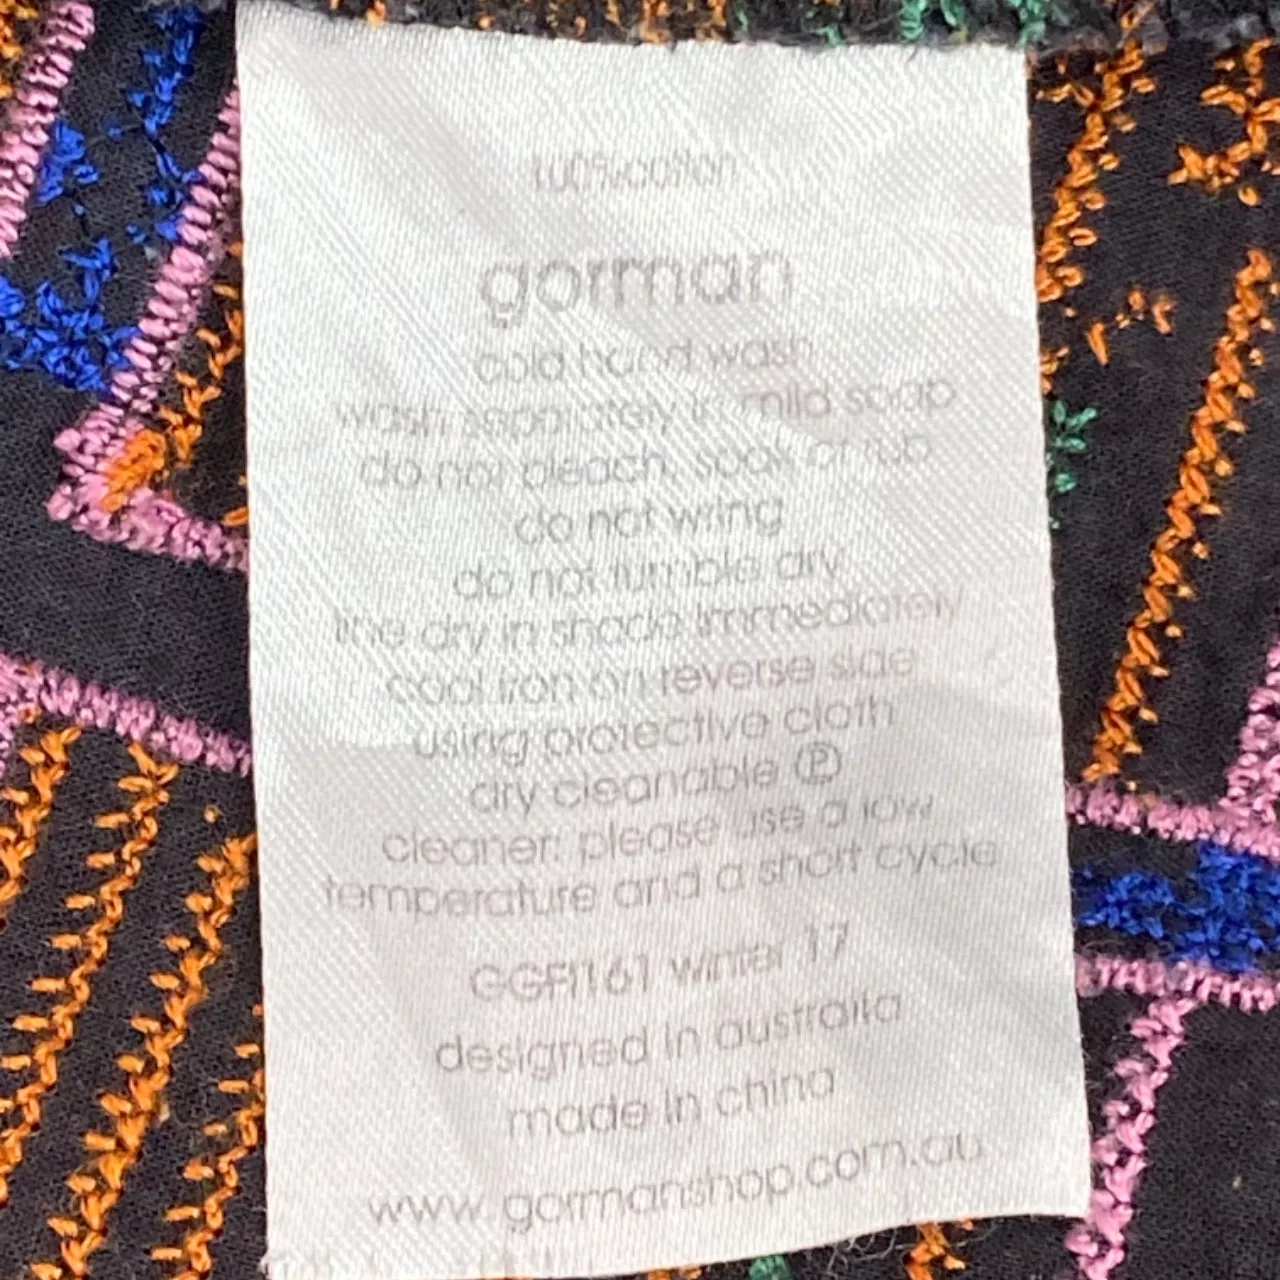 100% cotton
gorman
cold hand wash
wash separately in mild soap
do not bleach, soak or rub
do not wring
do not tumble dry
line dry in shade immediately
cool iron on reverse side
using protective cloth
dry cleanable Ⓟ
cleaner: please use a low
temperature and a short cycle
winter 17
designed in australia
made in china
www.gormanshop.com.au